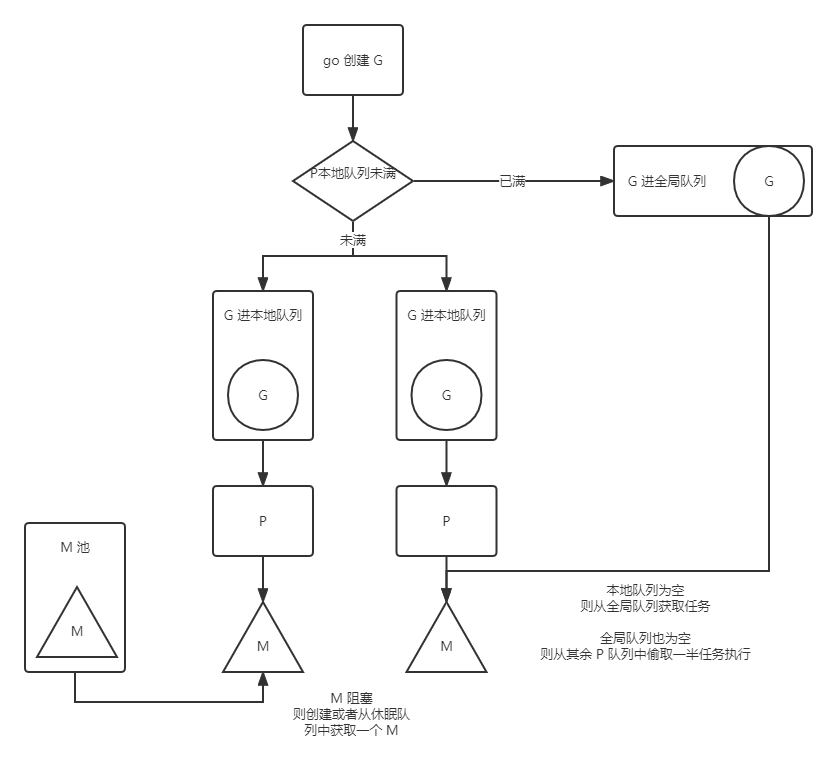 go 创建 G
P本地队列未满
已满
G 进全局队列
G
未满
G 进本地队列
G 进本地队列
G
G
P
P
M 池
M
M
M
本地队列为空
则从全局队列获取任务
全局队列也为空
则从其余 P 队列中偷取一半任务执行
M 阻塞
则创建或者从休眠队
列中获取一个 M